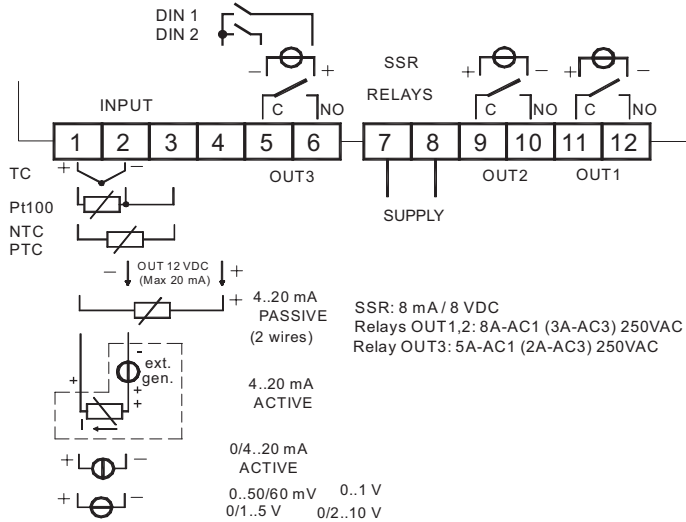 DIN 1
DIN 2
− + SSR + − + −
INPUT RELAYS
C NO C NO C NO
1 2 3 4 5 6 7 8 9 10 11 12
TC + − OUT3 OUT2 OUT1
Pt100
SUPPLY
NTC
PTC
− OUT 12 VDC +
(Max 20 mA)
+ 4..20 mA
PASSIVE
(2 wires)
SSR: 8 mA / 8 VDC
Relays OUT1,2: 8A-AC1 (3A-AC3) 250VAC
Relay OUT3: 5A-AC1 (2A-AC3) 250VAC
-
ext.
+ gen.
+
+
I
4..20 mA
ACTIVE
+ − 0/4..20 mA
ACTIVE
+ − 0..50/60 mV 0..1 V
0/1..5 V 0/2..10 V